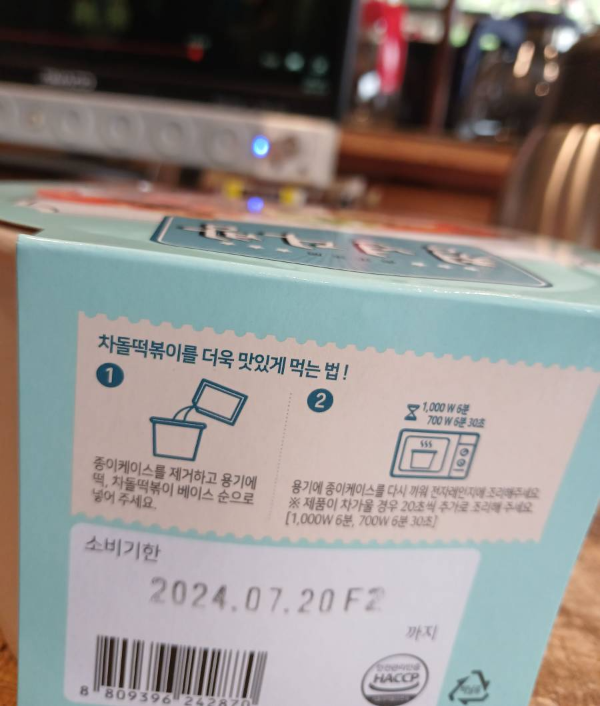 차돌떡볶이를 더욱 맛있게 먹는 법!
1
종이케이스를 제거하고 용기에
떡, 차돌떡볶이 베이스 순으로
넣어 주세요.
2
1,000W 6분
700W 6분 30초
용기에 종이케이스를 다시 끼워 전자레인지에 조리해주세요.
※ 제품이 차가울 경우 20초씩 추가로 조리해 주세요.
[1,000W 6분, 700W 6분 30초]
소비기한
2024.07.20 F2
까지
8 809396 242870
HACCP